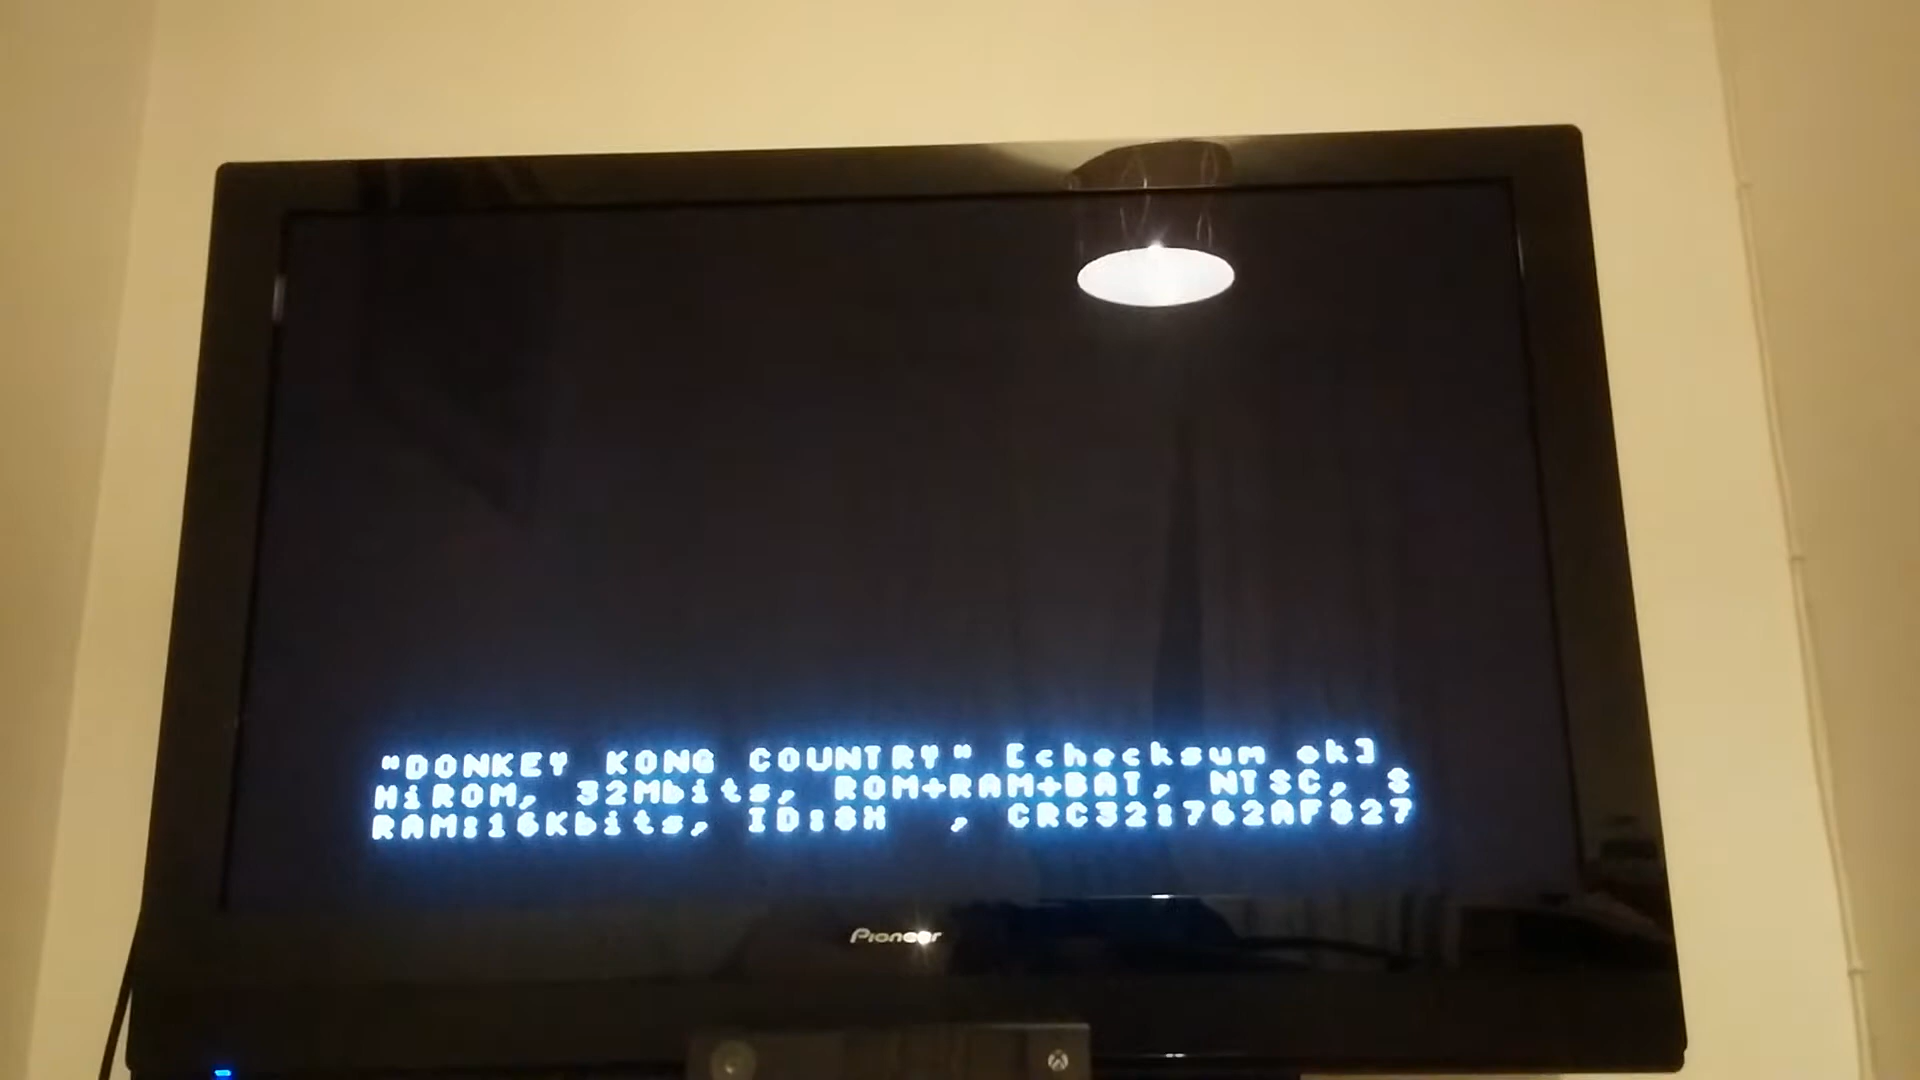 "DONKEY KONG COUNTRY" [checksum ok]
HiROM, 32Mbits, ROM+RAM+BAT, NTSC, S
RAM:16Kbits, ID:8X , CRC32:762AF827
Pioneer